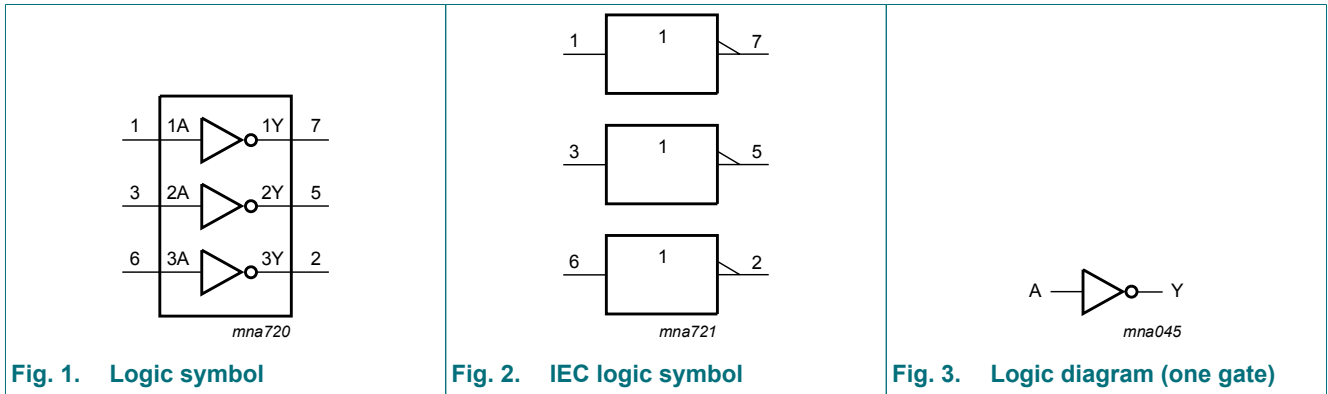 1 1A 1Y 7
3 2A 2Y 5
6 3A 3Y 2
mna720
Fig. 1. Logic symbol
1 1 7
3 1 5
6 1 2
mna721
Fig. 2. IEC logic symbol
A Y
mna045
Fig. 3. Logic diagram (one gate)